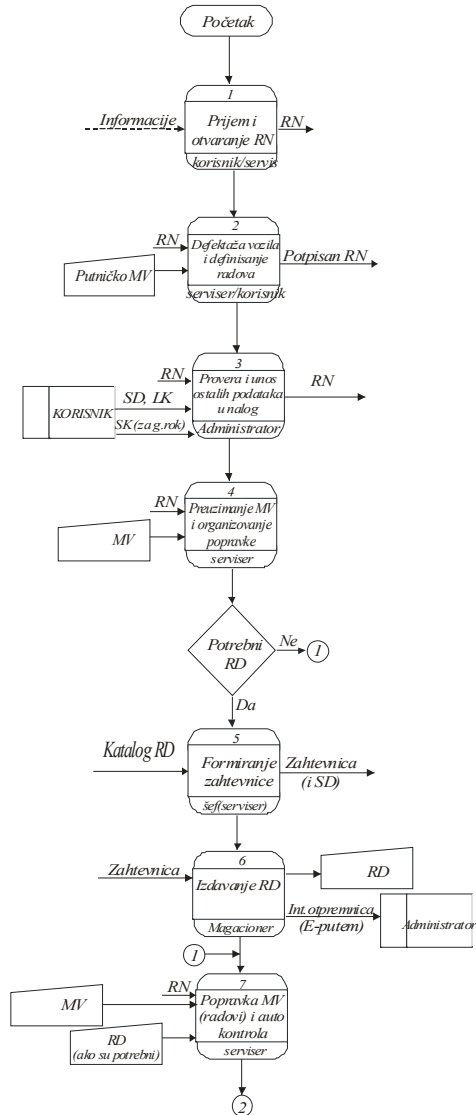 Početak
1
Informacije
Prijem i
otvaranje RN
RN
korisnik/servis
2
RN
Putničko MV
Defektaža vozila
i definisanje
radova
Potpisan RN
serviser/korisnik
3
RN
KORISNIK
SD, LK
SK(za g.rok)
Provera i unos
ostalih podataka
u nalog
RN
Administrator
4
RN
MV
Preuzimanje MV
i organizovanje
popravke
serviser
Potrebni
RD
Ne
1
Da
5
Katalog RD
Formiranje
zahtevnice
Zahtevnica
(i SD)
šef(serviser)
6
Zahtevnica
Izdavanje RD
RD
Int.otpremnica
(E-putem)
Administrator
Magacioner
1
7
RN
MV
Popravka MV
(radovi) i auto
kontrola
RD
(ako su potrebni)
serviser
2